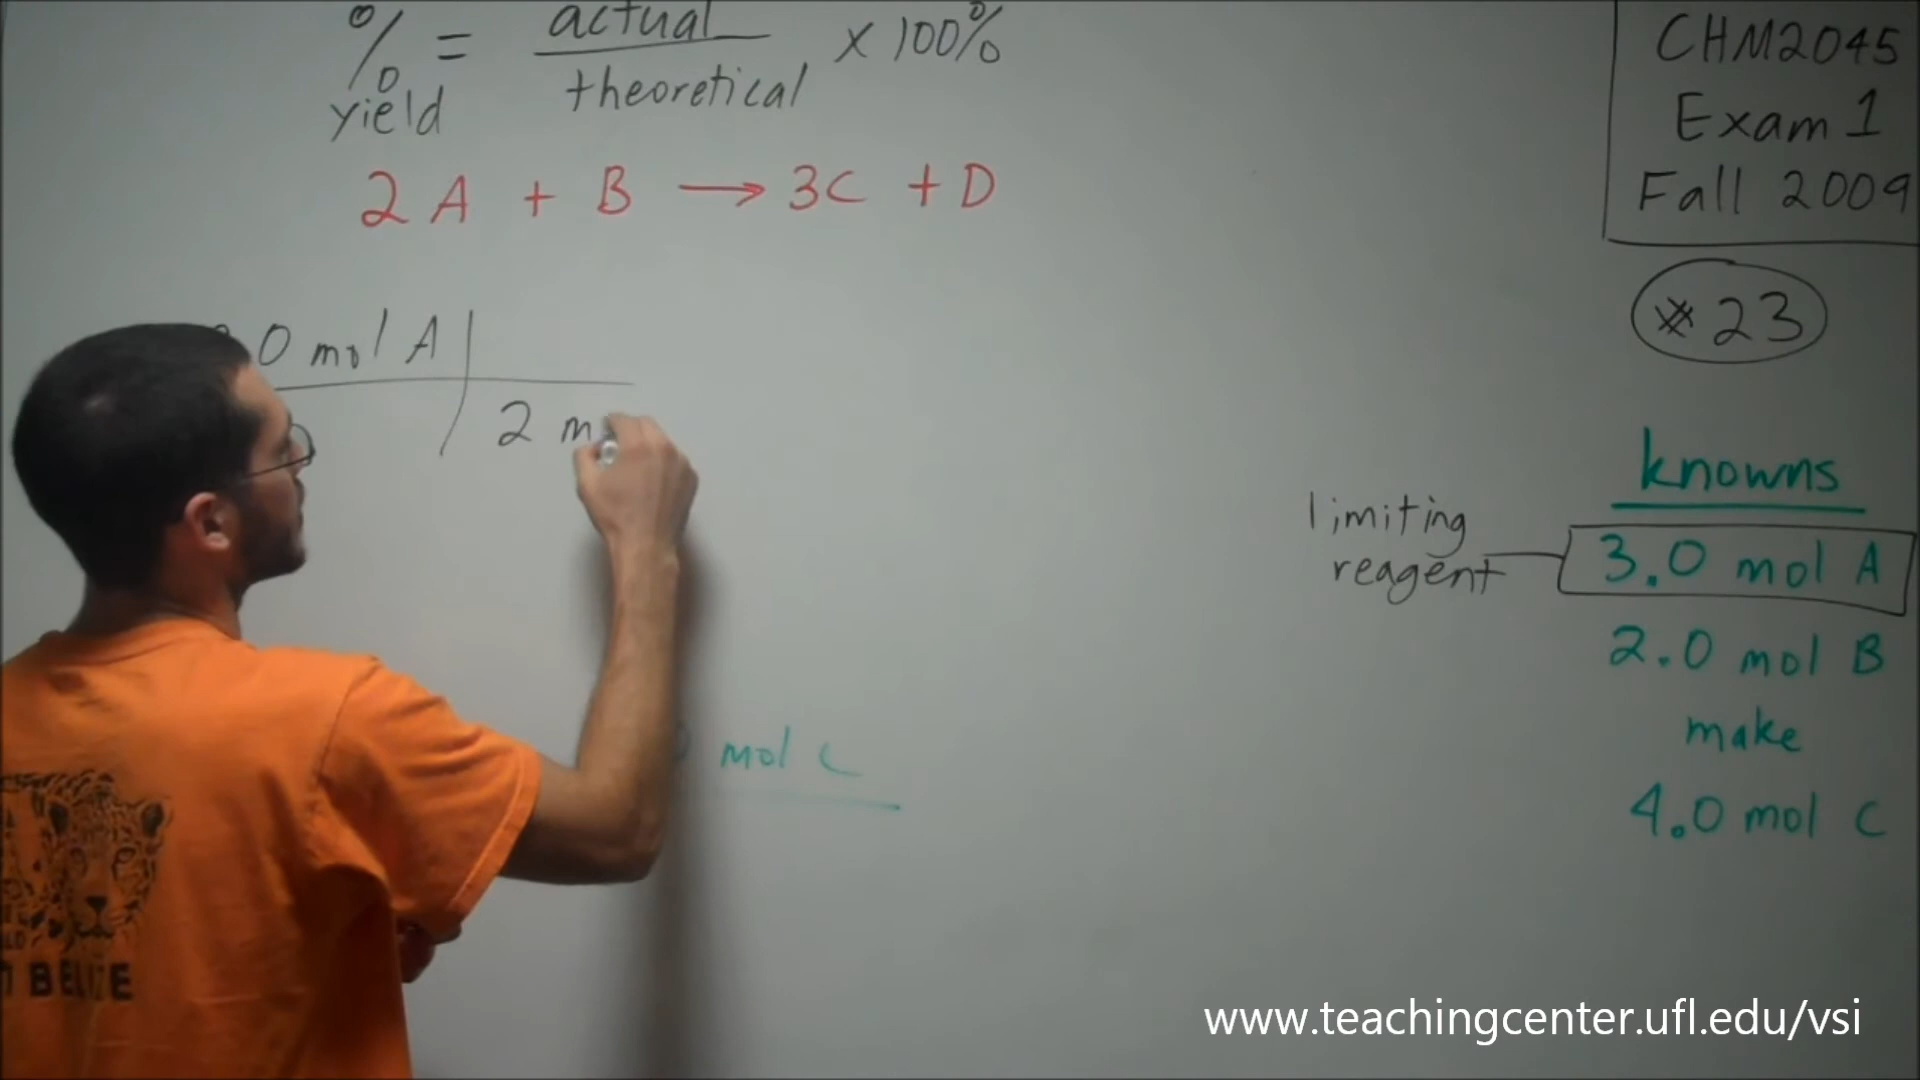 % = actual × 100%
yield theoretical
2A + B → 3C + D
0 mol A
2 m
mol C
CHM2045
Exam 1
Fall 2009
#23
knowns
limiting
reagent
3.0 mol A
2.0 mol B
make
4.0 mol C
BELIZE
www.teachingcenter.ufl.edu/vsi